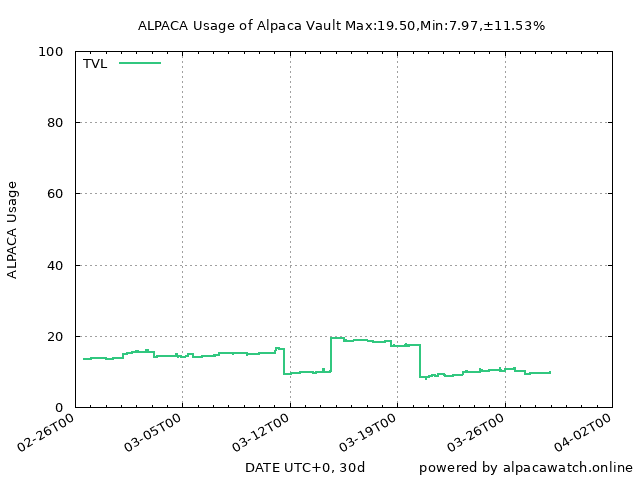 ALPACA Usage of Alpaca Vault Max:19.50,Min:7.97,±11.53%
100
TVL
80
60
ALPACA Usage
40
20
0
02-26T00
03-05T00
03-12T00
03-19T00
03-26T00
04-02T00
DATE UTC+0, 30d
powered by alpacawatch.online